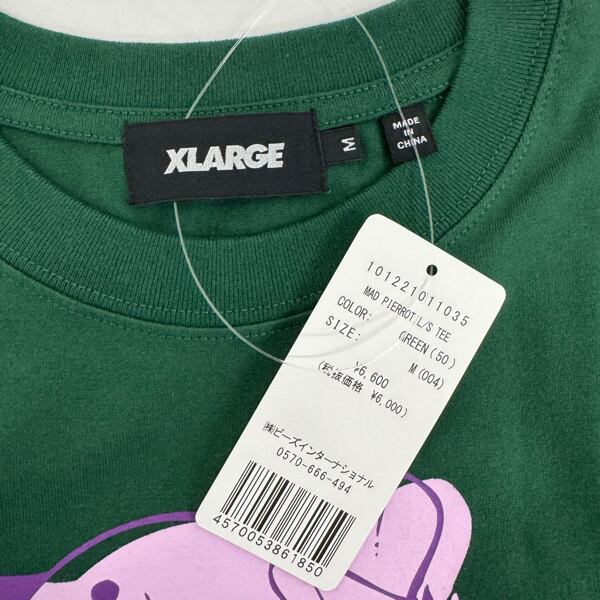 XLARGE
M
MADE
IN
CHINA
101221011035
MAD PIERROT L/S TEE
COLOR: GREEN(50)
SIZE: M(004)
¥6,600
(税抜価格 ¥6,000)
㈱ビーズインターナショナル
0570-666-494
4570053861850